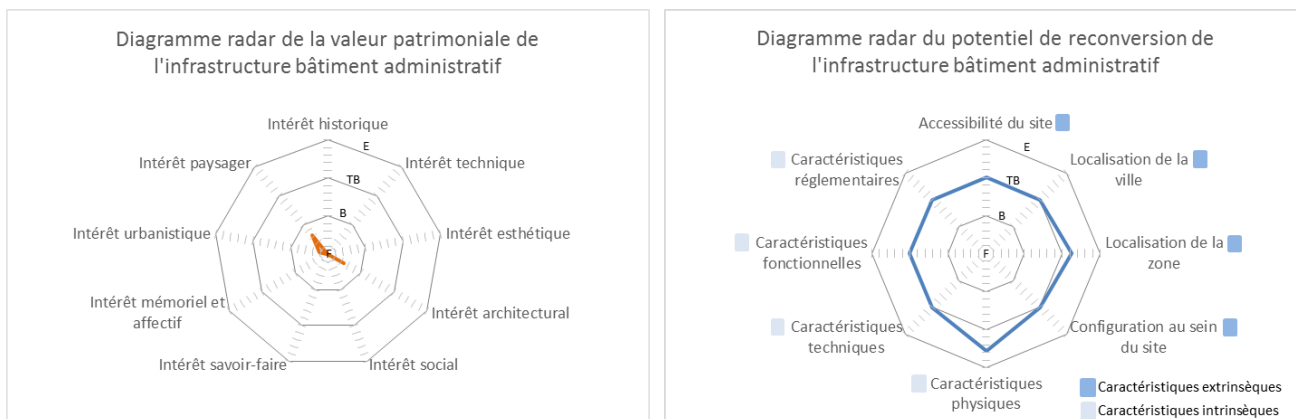 Diagramme radar de la valeur patrimoniale de
l'infrastructure bâtiment administratif
Intérêt historique
E
Intérêt paysager
Intérêt technique
TB
B
Intérêt urbanistique
Intérêt esthétique
F
Intérêt mémoriel et
affectif
Intérêt architectural
Intérêt savoir-faire
Intérêt social
Diagramme radar du potentiel de reconversion de
l'infrastructure bâtiment administratif
Accessibilité du site
E
Caractéristiques
réglementaires
Localisation de la
ville
TB
B
Caractéristiques
fonctionnelles
F
Localisation de la
zone
Caractéristiques
techniques
Configuration au sein
du site
Caractéristiques
physiques
Caractéristiques extrinsèques
Caractéristiques intrinsèques